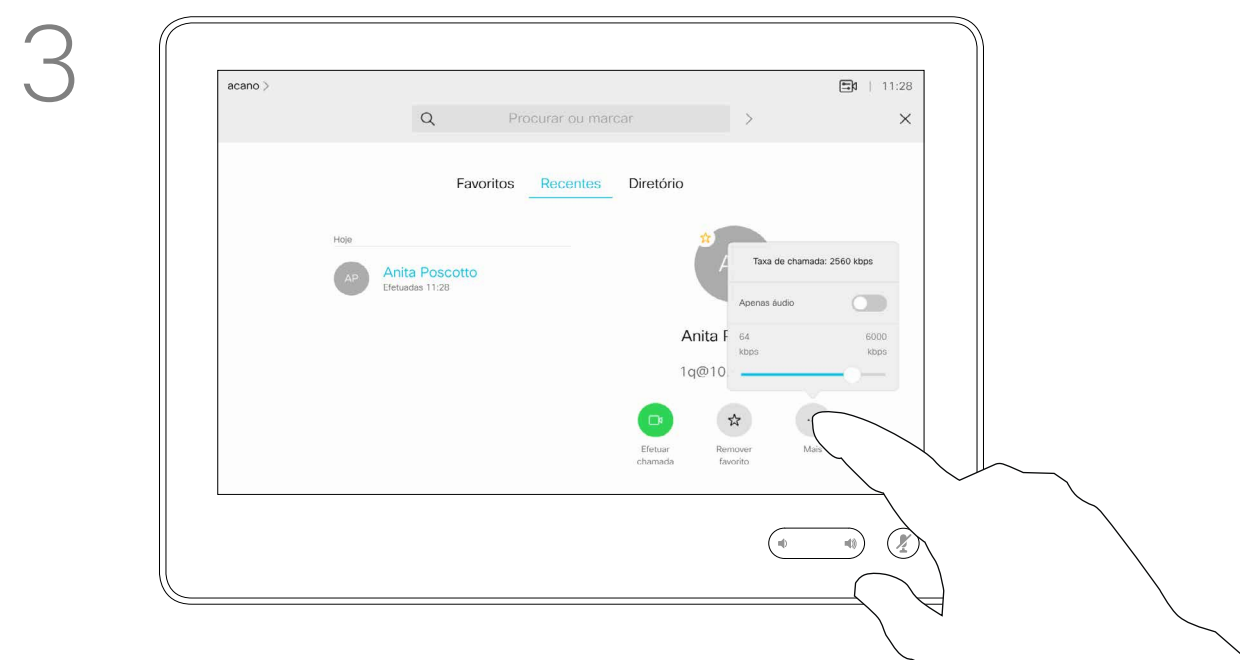 3
acano >
11:28
Procurar ou marcar
Favoritos Recentes Diretório
Hoje
AP Anita Poscotto
Efetuadas 11:28
A
Taxa de chamada: 2560 kbps
Apenas áudio
64 6000
kbps kbps
Anita P
1q@10.
Efetuar
chamada
Remover
favorito
Mais